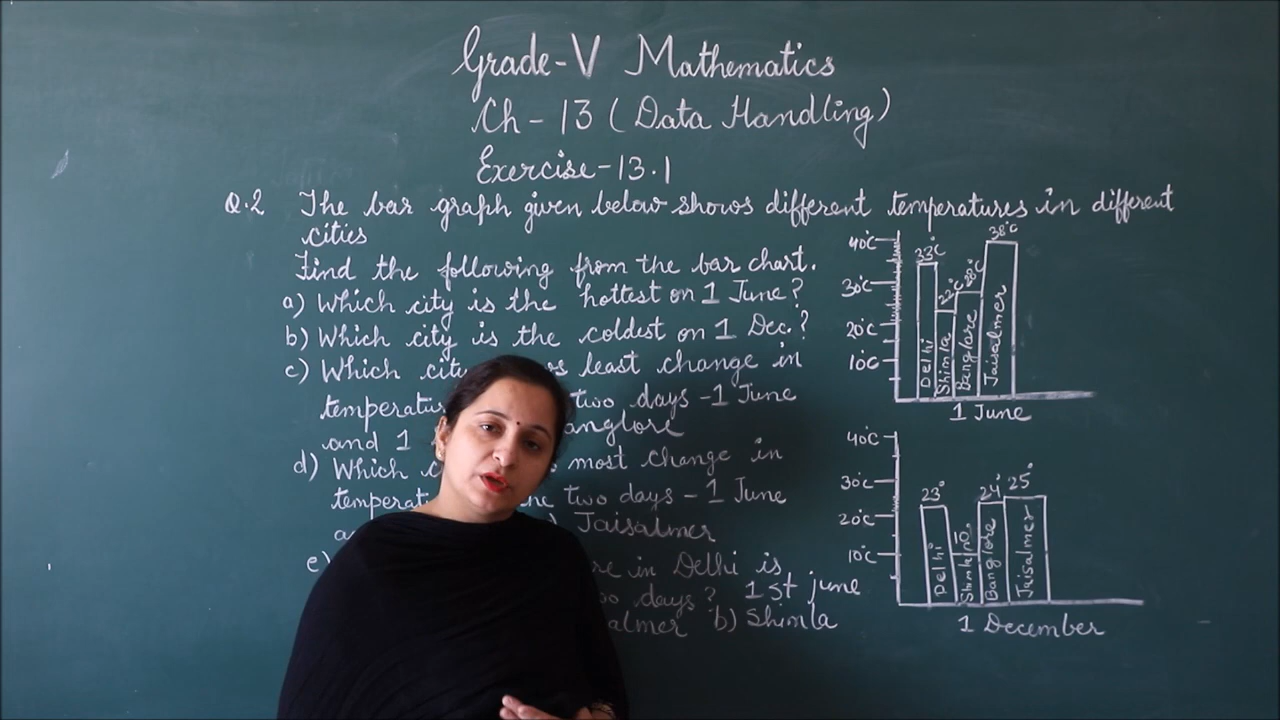 Grade-V Mathematics
Ch-13 (Data Handling)
Exercise-13.1
Q.2 The bar graph given below shows different temperatures in different
cities
Find the following from the bar chart.
a) Which city is the hottest on 1 June?
b) Which city is the coldest on 1 Dec.?
c) Which least change in
two days - 1 June
and 1
d) Which most change in
two days - 1 June
Jaisalmer
e) in Delhi is
days? 1st june
b) Shimla
40°C
30°C
20°C
10°C
22°C
28°C
38°C
Delhi
Shimla
Banglore
Jaisalmer
1 June
40°C
30°C
20°C
10°C
23°
10°
24°
25°
Delhi
Shimla
Banglore
Jaisalmer
1 December